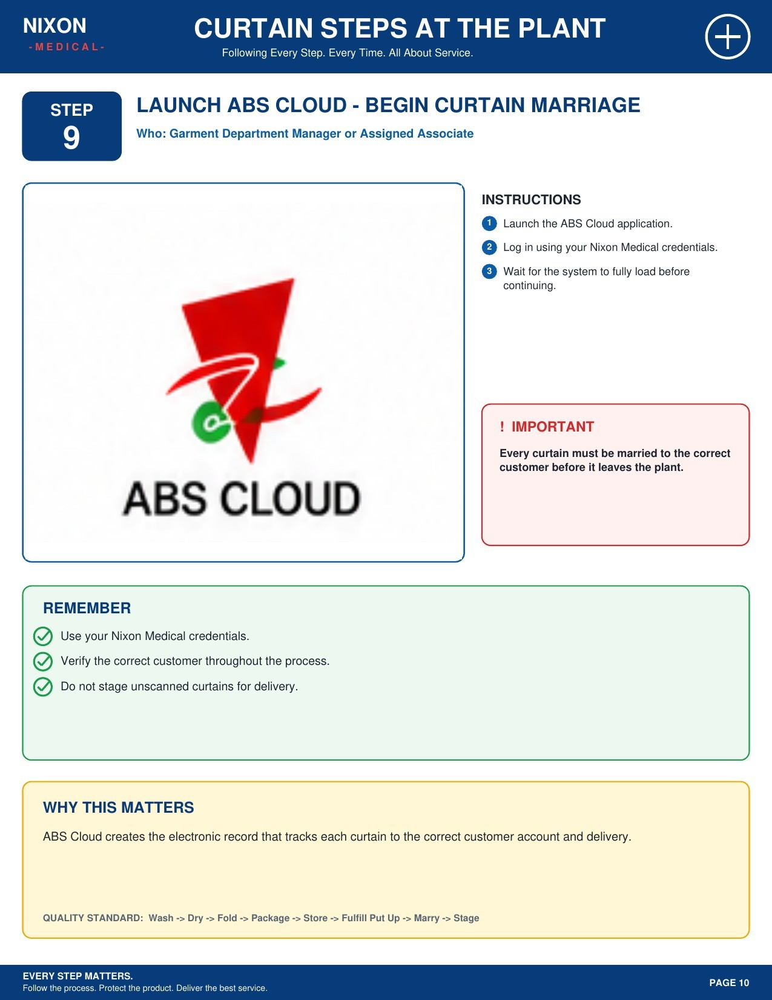 NIXON
-MEDICAL-
CURTAIN STEPS AT THE PLANT
Following Every Step. Every Time. All About Service.
STEP
9
LAUNCH ABS CLOUD - BEGIN CURTAIN MARRIAGE
Who: Garment Department Manager or Assigned Associate
ABS CLOUD
INSTRUCTIONS
1 Launch the ABS Cloud application.
2 Log in using your Nixon Medical credentials.
3 Wait for the system to fully load before
continuing.
! IMPORTANT
Every curtain must be married to the correct
customer before it leaves the plant.
REMEMBER
Use your Nixon Medical credentials.
Verify the correct customer throughout the process.
Do not stage unscanned curtains for delivery.
WHY THIS MATTERS
ABS Cloud creates the electronic record that tracks each curtain to the correct customer account and delivery.
QUALITY STANDARD: Wash -> Dry -> Fold -> Package -> Store -> Fulfill Put Up -> Marry -> Stage
EVERY STEP MATTERS.
Follow the process. Protect the product. Deliver the best service.
PAGE 10